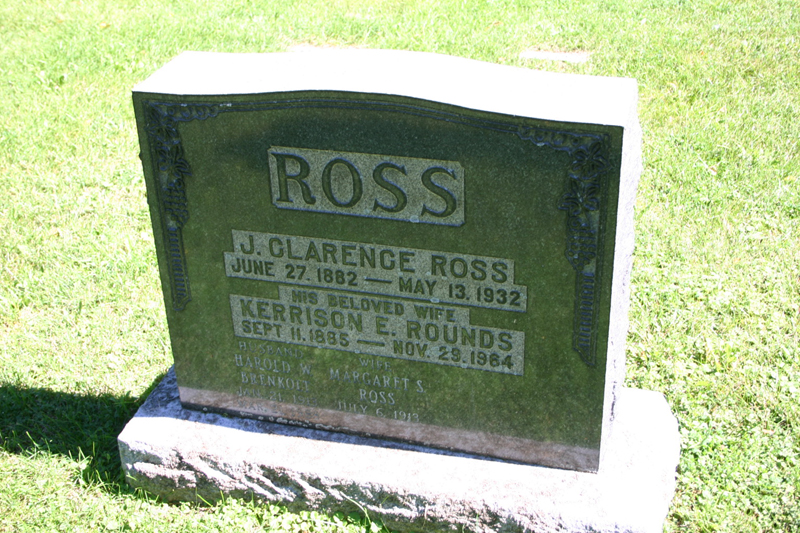 ROSS
J. CLARENCE ROSS
JUNE 27. 1882 — MAY 13. 1932
HIS BELOVED WIFE
KERRISON E. ROUNDS
SEPT 11. 1885 — NOV. 29. 1964
HUSBAND WIFE
HAROLD W. MARGARET S.
ROSS
JULY 6, 1913